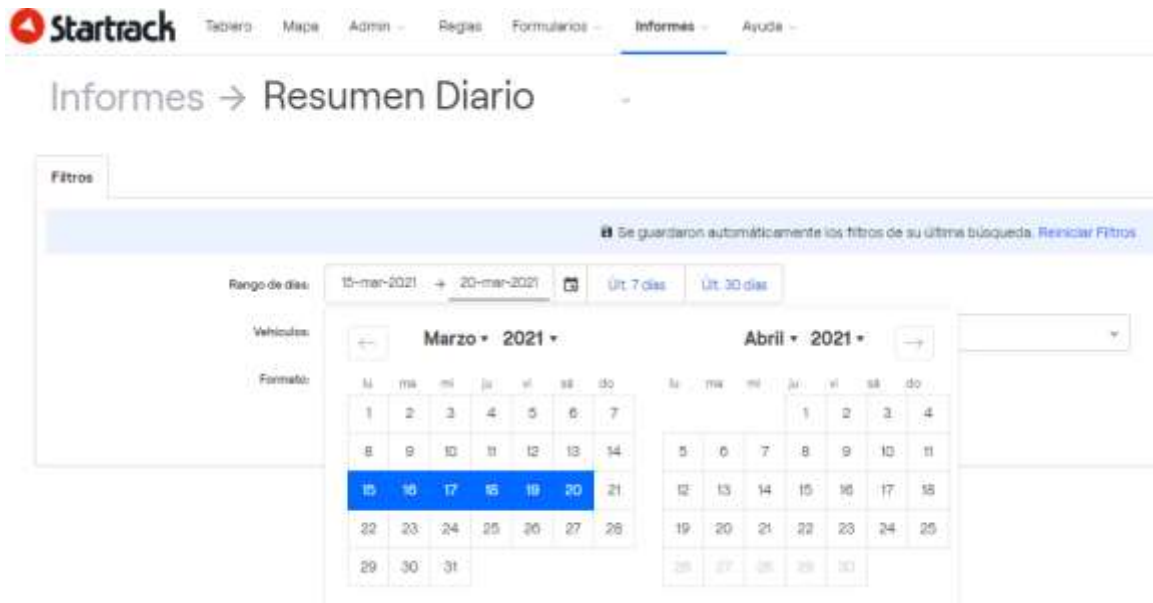 Startrack Tablero Mapa Admin Reglas Formularios Informes Ayuda
Informes → Resumen Diario
Filtros
Se guardaron automáticamente los filtros de su última búsqueda. Reiniciar Filtros
Rango de días: 15-mar-2021 → 20-mar-2021 Últ. 7 días Últ. 30 días
Vehículos:
Formato:
← Marzo 2021 Abril 2021 →
lu ma mi ju vi sá do lu ma mi ju vi sá do
1 2 3 4 5 6 7 1 2 3 4
8 9 10 11 12 13 14 5 6 7 8 9 10 11
15 16 17 18 19 20 21 12 13 14 15 16 17 18
22 23 24 25 26 27 28 19 20 21 22 23 24 25
29 30 31 26 27 28 29 30